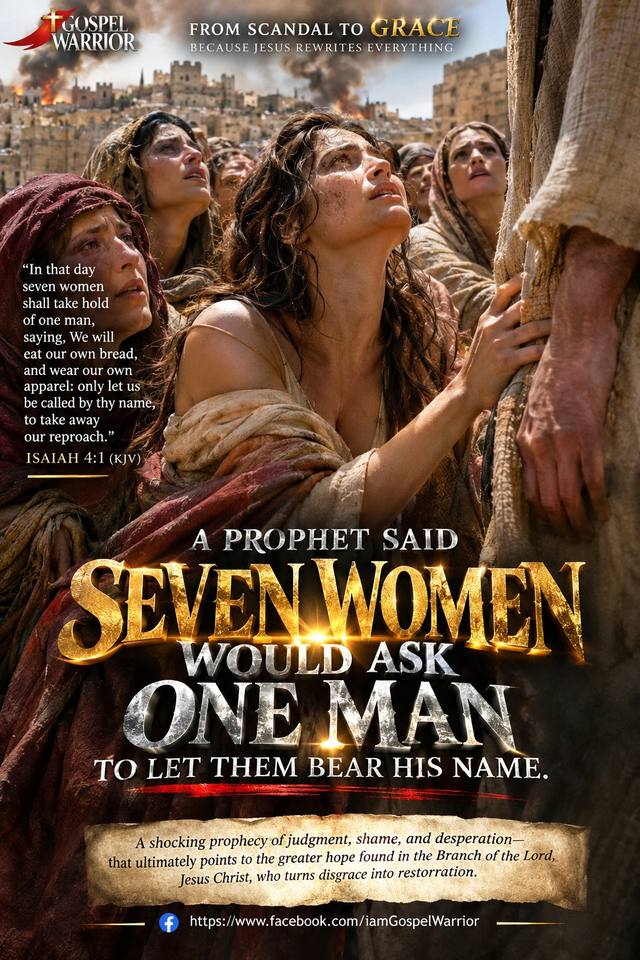 GOSPEL
WARRIOR
FROM SCANDAL TO GRACE
BECAUSE JESUS REWRITES EVERYTHING
“In that day
seven women
shall take hold
of one man,
saying, We will
eat our own bread,
and wear our own
apparel: only let us
be called by thy name,
to take away
our reproach.”
ISAIAH 4:1 (KJV)
A PROPHET SAID
SEVEN WOMEN
WOULD ASK
ONE MAN
TO LET THEM BEAR HIS NAME.
A shocking prophecy of judgment, shame, and desperation—
that ultimately points to the greater hope found in the Branch of the Lord,
Jesus Christ, who turns disgrace into restorration.
https://www.facebook.com/iamGospelWarrior